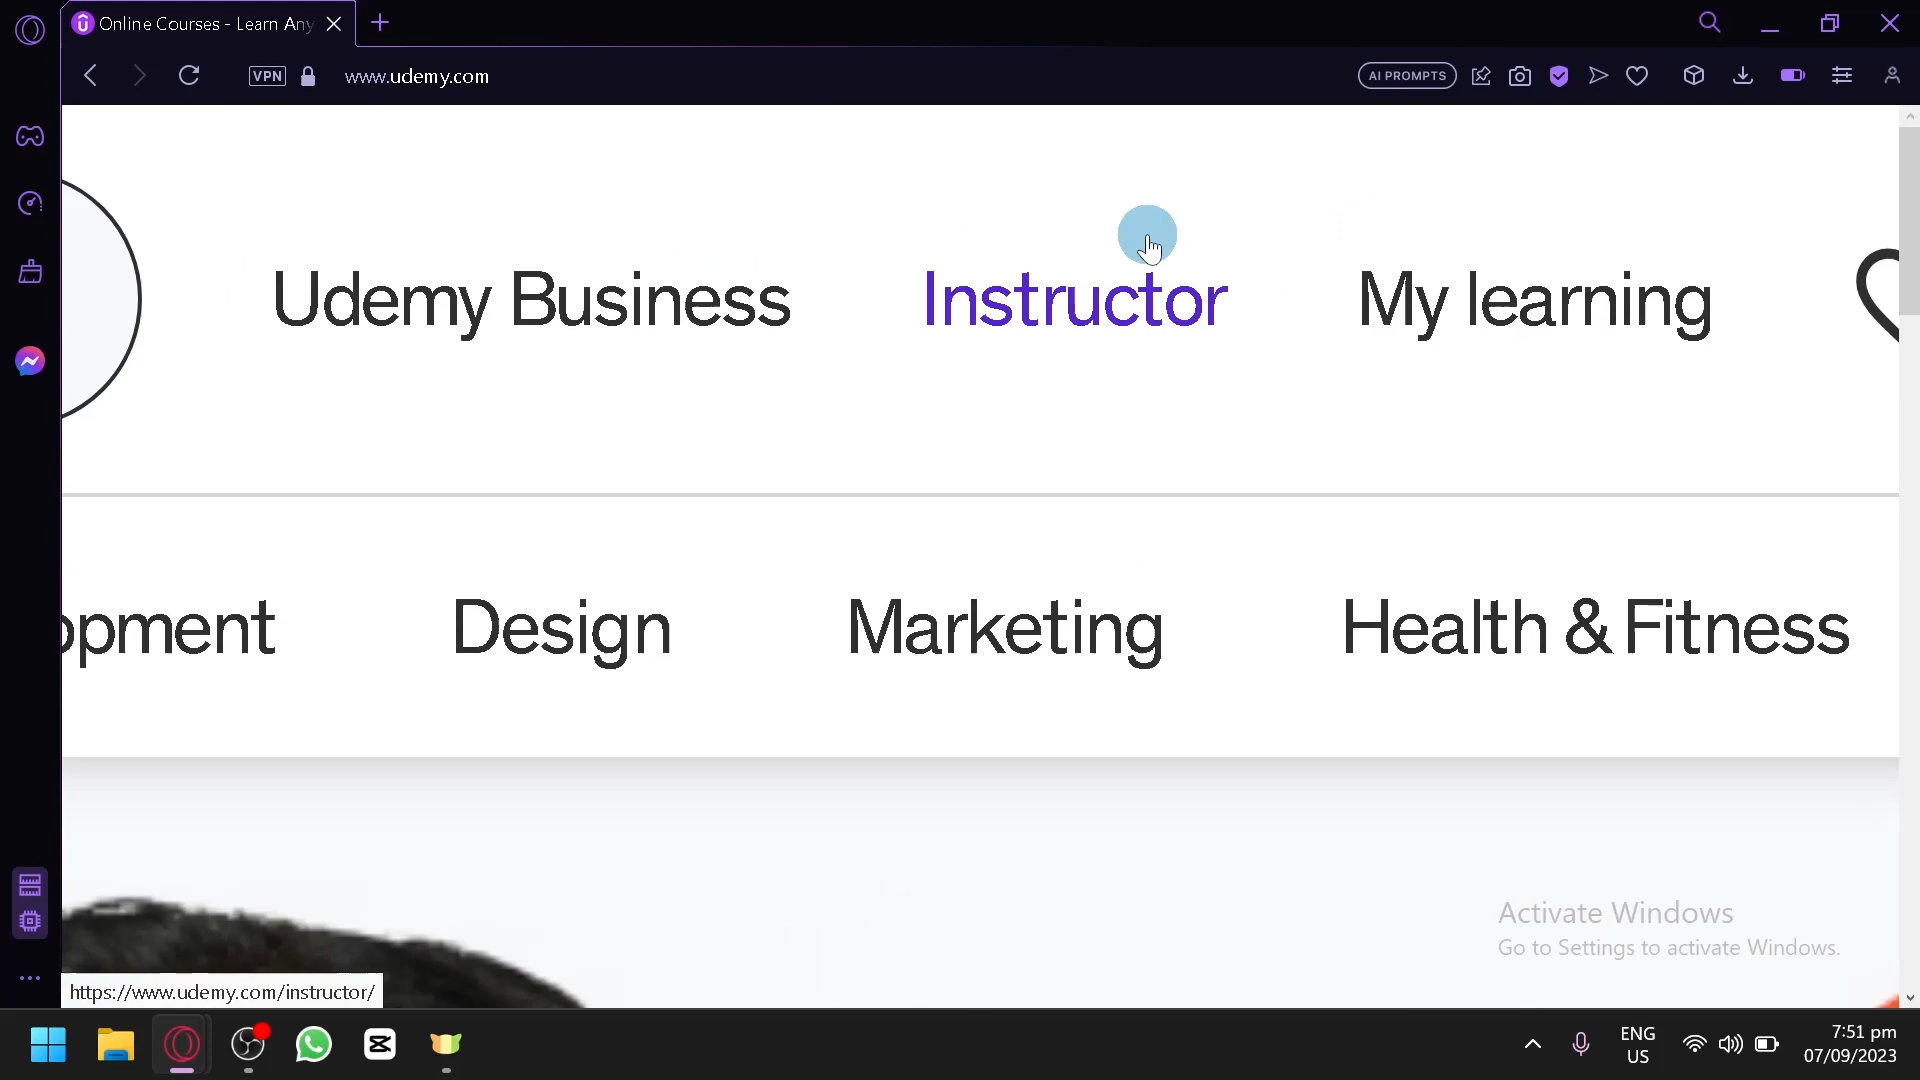 Online Courses - Learn Any
VPN
www.udemy.com
AI PROMPTS
Udemy Business
Instructor
My learning
opment
Design
Marketing
Health & Fitness
Activate Windows
Go to Settings to activate Windows.
https://www.udemy.com/instructor/
ENG
US
7:51 pm
07/09/2023